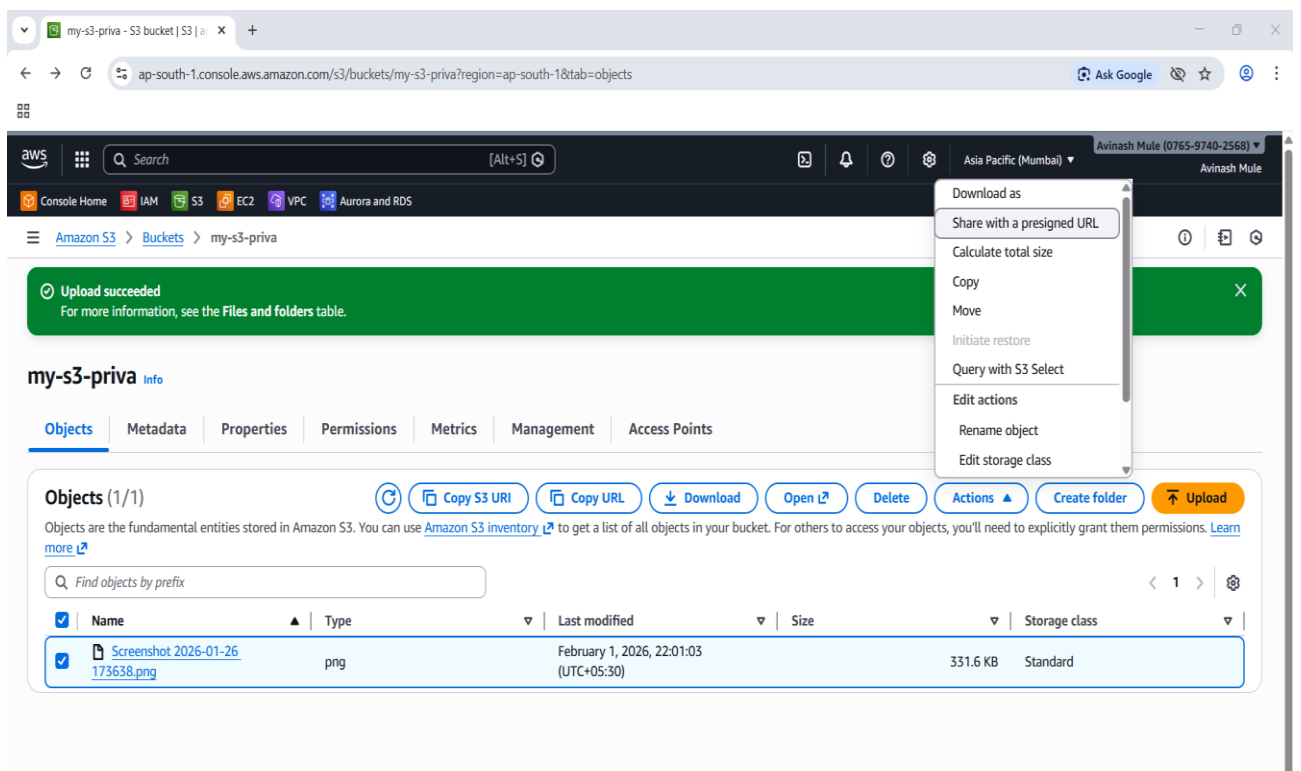 my-s3-priva - S3 bucket | S3 | a
ap-south-1.console.aws.amazon.com/s3/buckets/my-s3-priva?region=ap-south-1&tab=objects
Ask Google
aws
Search
[Alt+S]
Asia Pacific (Mumbai)
Avinash Mule (0765-9740-2568)
Avinash Mule
Console Home IAM S3 EC2 VPC Aurora and RDS
Amazon S3 > Buckets > my-s3-priva
Download as
Share with a presigned URL
Calculate total size
Copy
Move
Initiate restore
Query with S3 Select
Edit actions
Rename object
Edit storage class
Upload succeeded
For more information, see the Files and folders table.
my-s3-priva Info
Objects Metadata Properties Permissions Metrics Management Access Points
Objects (1/1)
Copy S3 URI Copy URL Download Open Delete Actions Create folder Upload
Objects are the fundamental entities stored in Amazon S3. You can use Amazon S3 inventory to get a list of all objects in your bucket. For others to access your objects, you'll need to explicitly grant them permissions. Learn
more
Find objects by prefix
1
Name Type Last modified Size Storage class
Screenshot 2026-01-26
173638.png
png
February 1, 2026, 22:01:03
(UTC+05:30)
331.6 KB
Standard